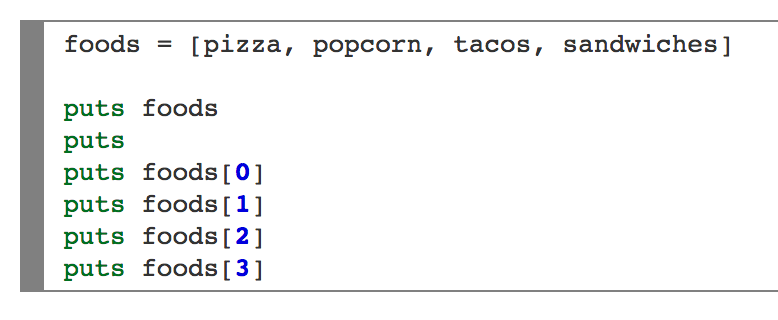 foods = [pizza, popcorn, tacos, sandwiches]

puts foods
puts
puts foods[0]
puts foods[1]
puts foods[2]
puts foods[3]